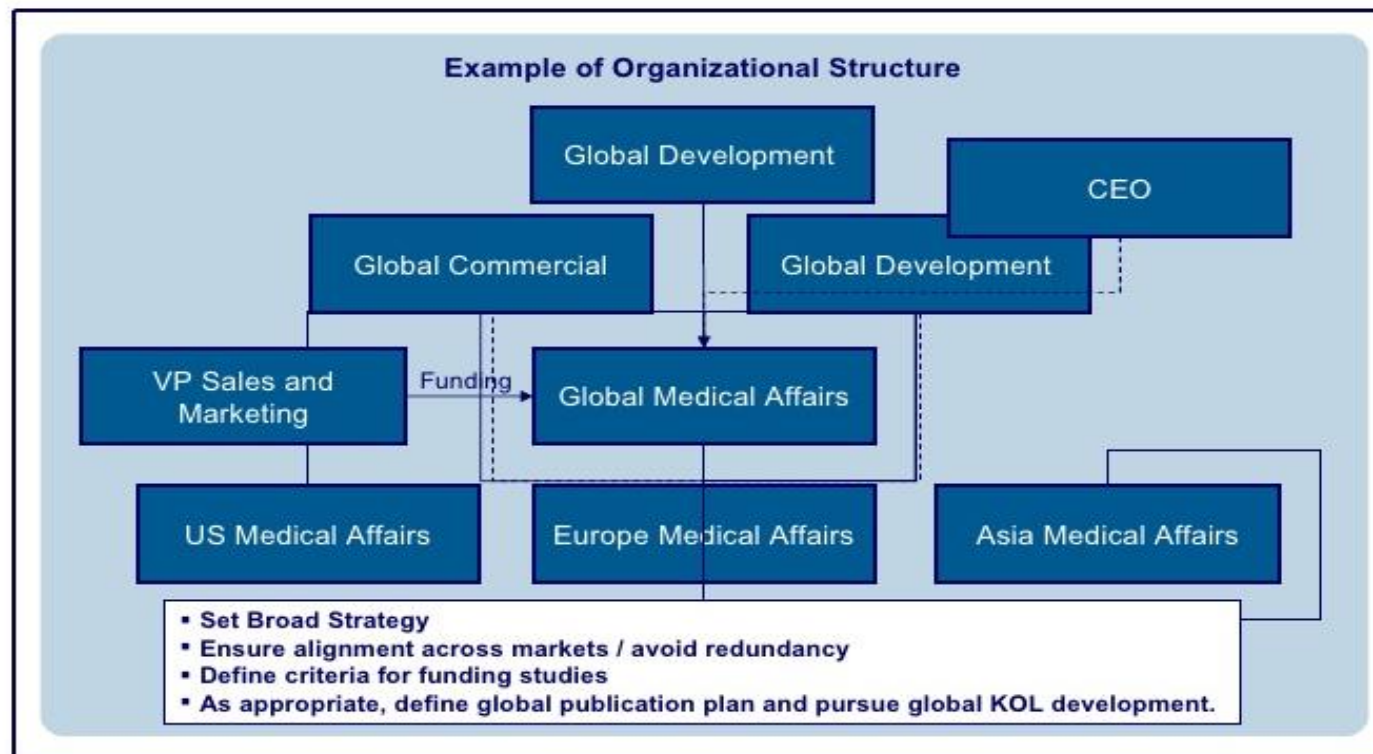 Example of Organizational Structure
Global Development
CEO
Global Commercial
Global Development
VP Sales and
Marketing
Funding
Global Medical Affairs
US Medical Affairs
Europe Medical Affairs
Asia Medical Affairs
▪ Set Broad Strategy
▪ Ensure alignment across markets / avoid redundancy
▪ Define criteria for funding studies
▪ As appropriate, define global publication plan and pursue global KOL development.